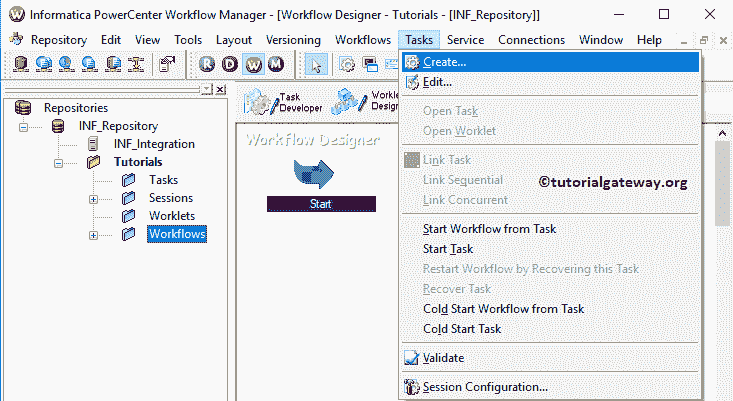 Informatica PowerCenter Workflow Manager - [Workflow Designer - Tutorials - [INF_Repository]]
Repository Edit View Tools Layout Versioning Workflows Tasks Service Connections Window Help
R D W M
Repositories
INF_Repository
INF_Integration
Tutorials
Tasks
Sessions
Worklets
Workflows
Task
Developer
Workle
Design
Workflow Designer
Start
Create...
Edit...
Open Task
Open Worklet
Link Task
Link Sequential
Link Concurrent
©tutorialgateway.org
Start Workflow from Task
Start Task
Restart Workflow by Recovering this Task
Recover Task
Cold Start Workflow from Task
Cold Start Task
Validate
Session Configuration...